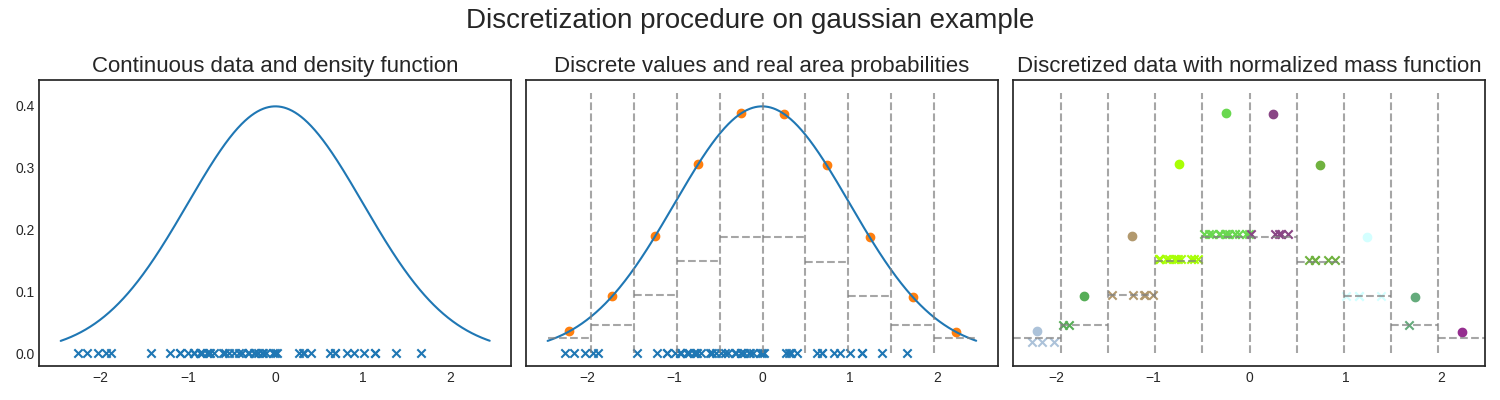 Discretization procedure on gaussian example
Continuous data and density function
Discrete values and real area probabilities
Discretized data with normalized mass function
0.4
0.3
0.2
0.1
0.0
−2 −1 0 1 2
−2 −1 0 1 2
−2 −1 0 1 2